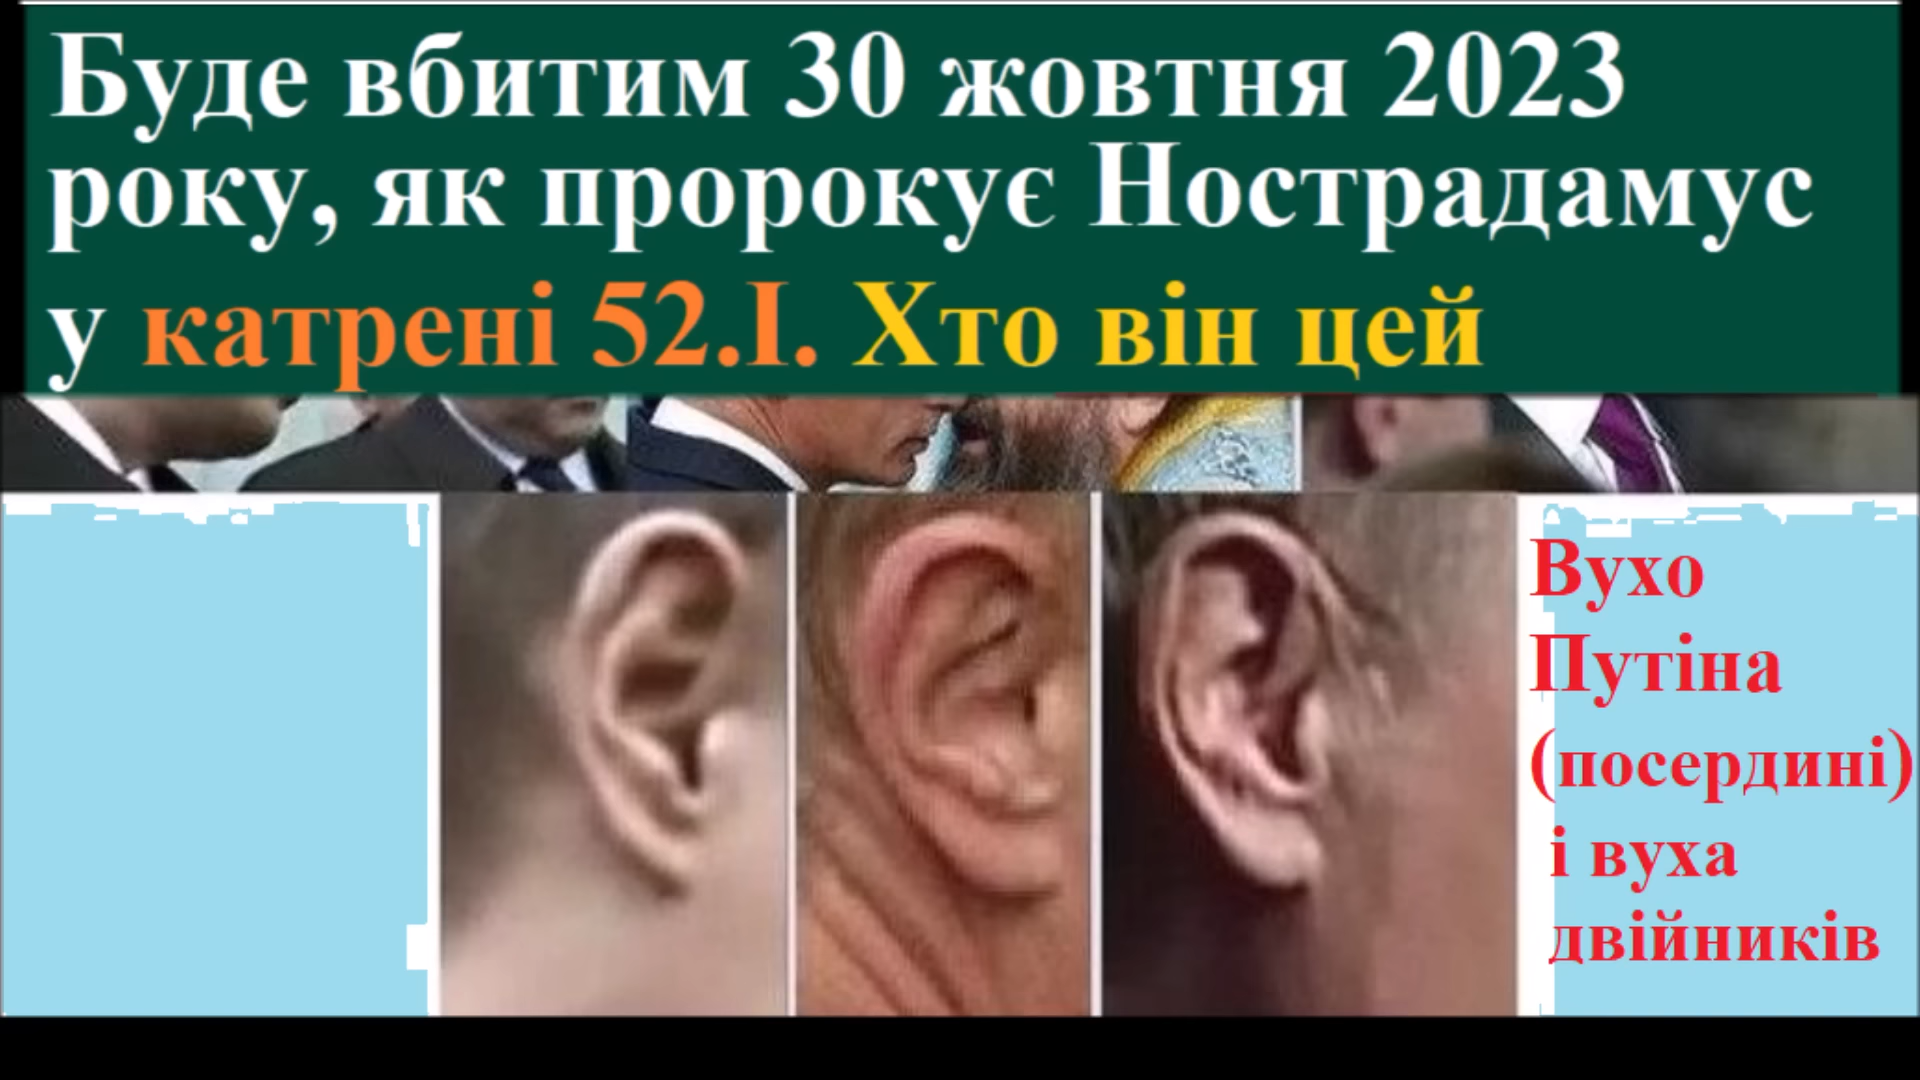 Буде вбитим 30 жовтня 2023
року, як пророкує Нострадамус
у катрені 52.І. Хто він цей
Вухо
Путіна
(посердині)
і вуха
двійників